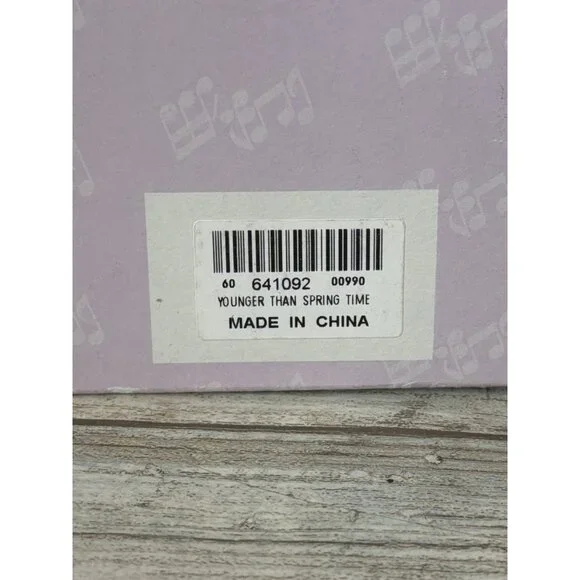 60 641092 00990
YOUNGER THAN SPRING TIME
MADE IN CHINA